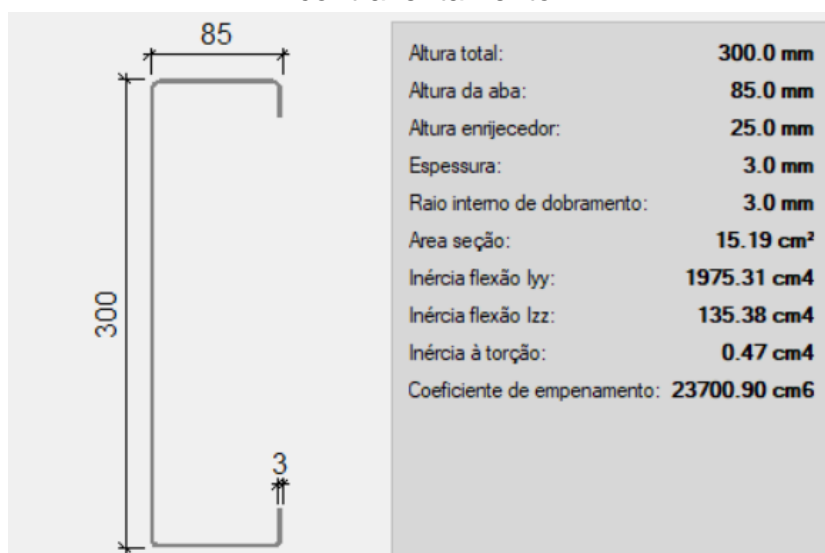 85
300
3
Altura total: 300.0 mm
Altura da aba: 85.0 mm
Altura enrijecedor: 25.0 mm
Espessura: 3.0 mm
Raio interno de dobramento: 3.0 mm
Area seção: 15.19 cm²
Inércia flexão Iyy: 1975.31 cm4
Inércia flexão Izz: 135.38 cm4
Inércia à torção: 0.47 cm4
Coeficiente de empenamento: 23700.90 cm6